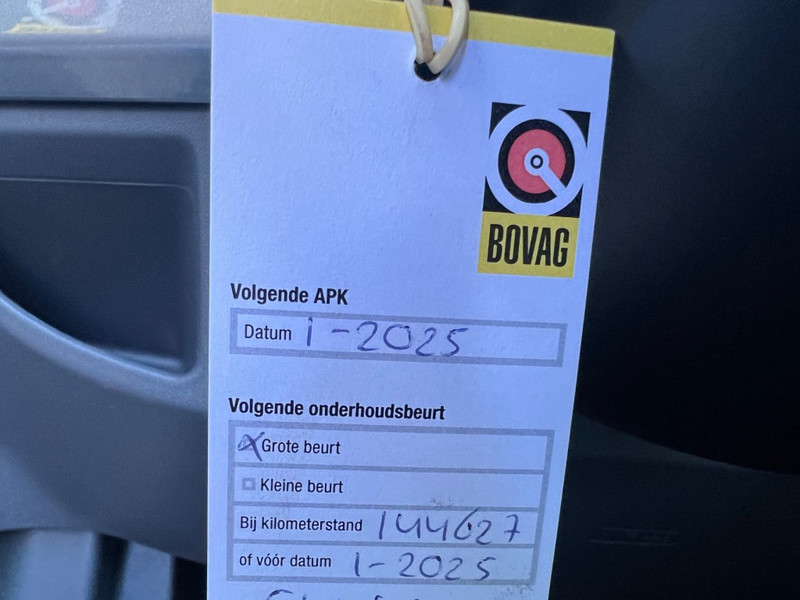 BOVAG
Volgende APK
Datum 1-2025
Volgende onderhoudsbeurt
Grote beurt
Kleine beurt
Bij kilometerstand 144627
of vóór datum 1-2025